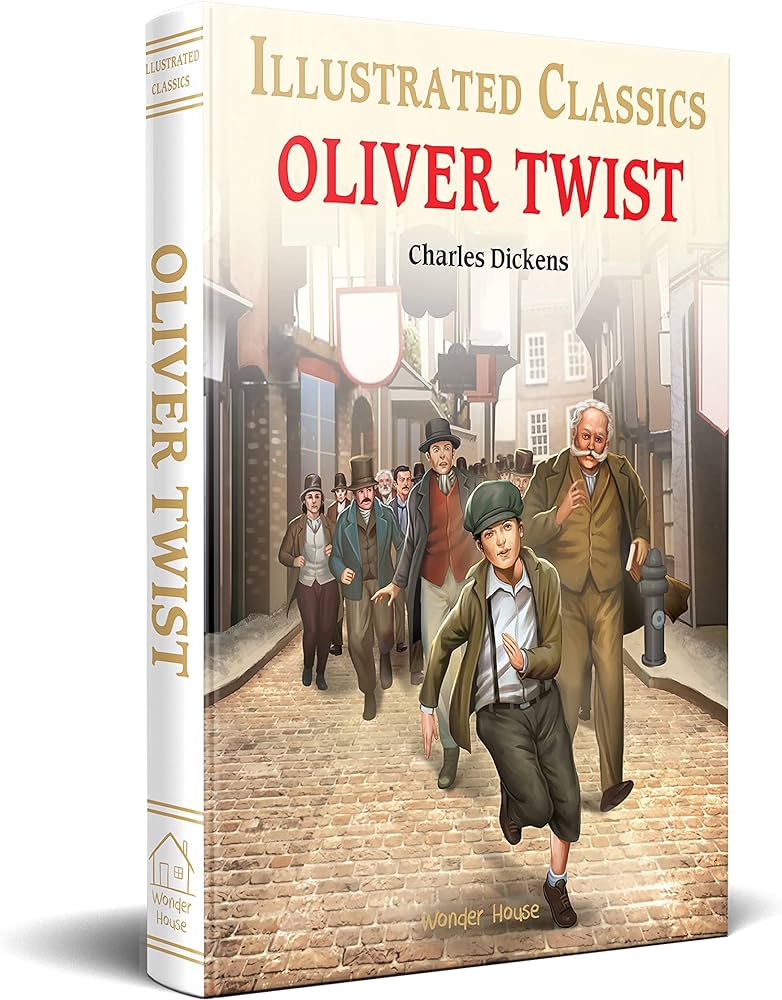 ILLUSTRATED
CLASSICS
OLIVER TWIST
Wonder
House
ILLUSTRATED CLASSICS
OLIVER TWIST
Charles Dickens
Wonder House